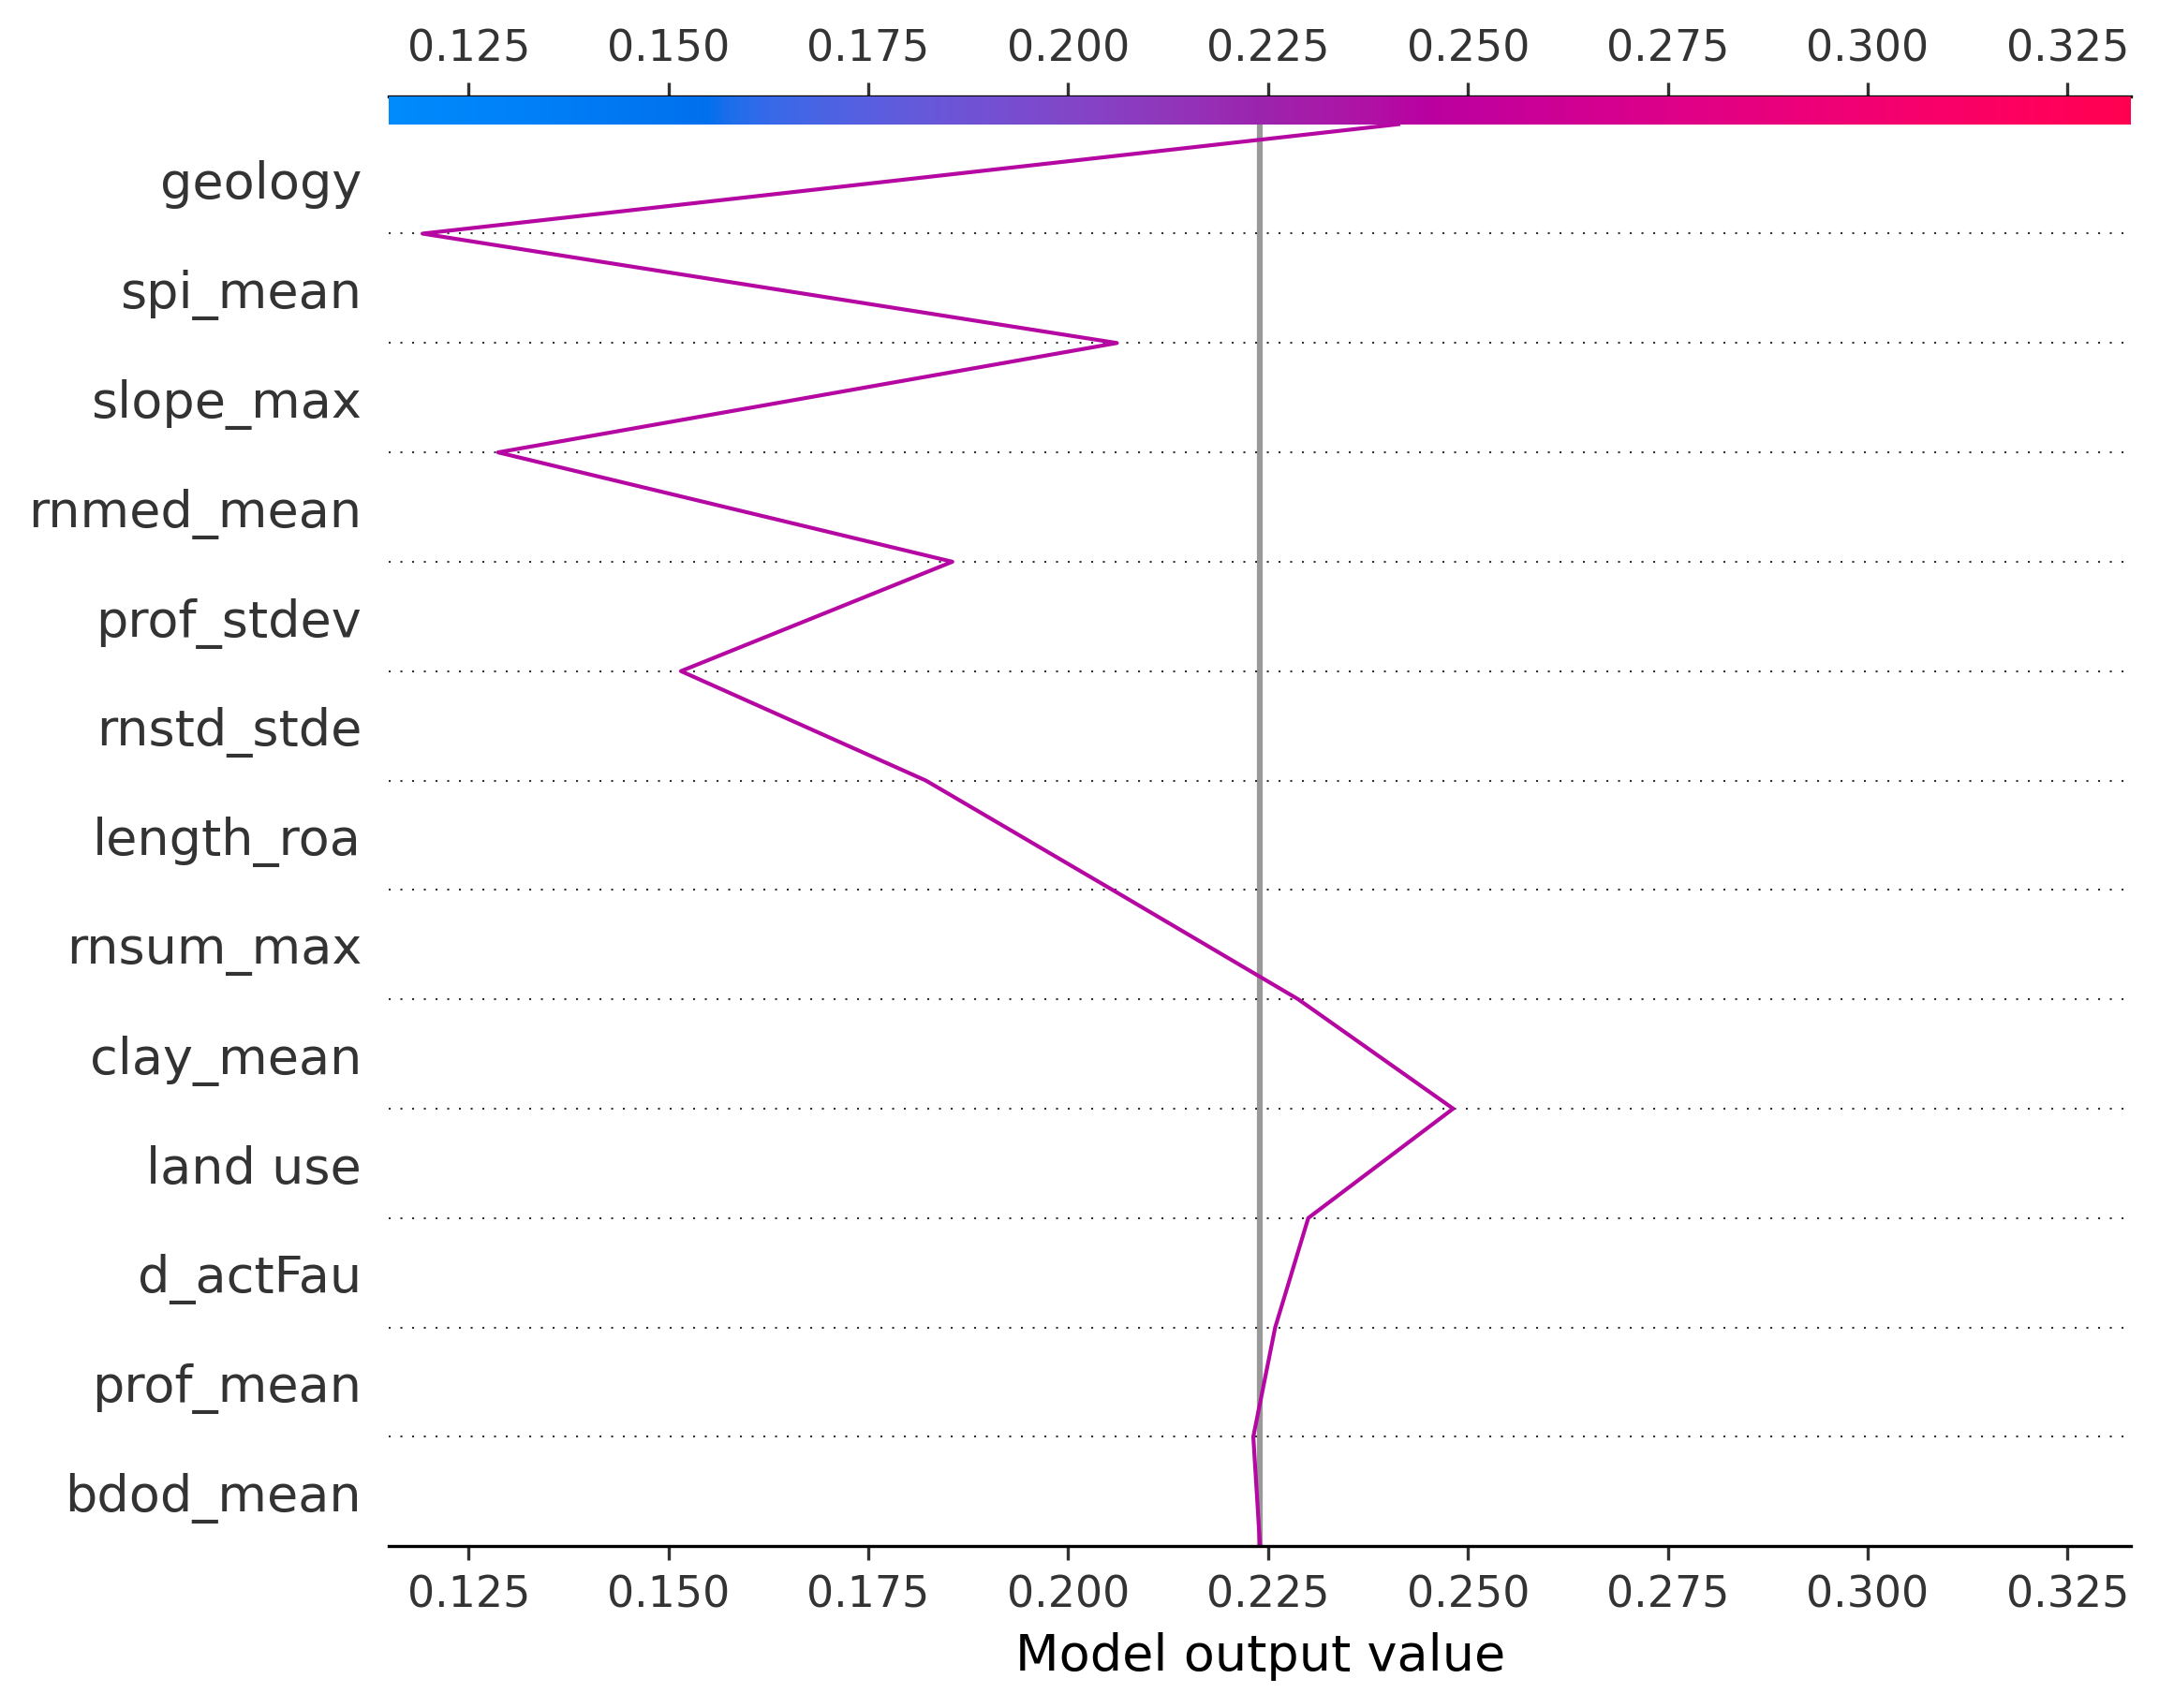 0.125 0.150 0.175 0.200 0.225 0.250 0.275 0.300 0.325
geology
spi_mean
slope_max
rnmed_mean
prof_stdev
rnstd_stde
length_roa
rnsum_max
clay_mean
land use
d_actFau
prof_mean
bdod_mean
0.125 0.150 0.175 0.200 0.225 0.250 0.275 0.300 0.325
Model output value